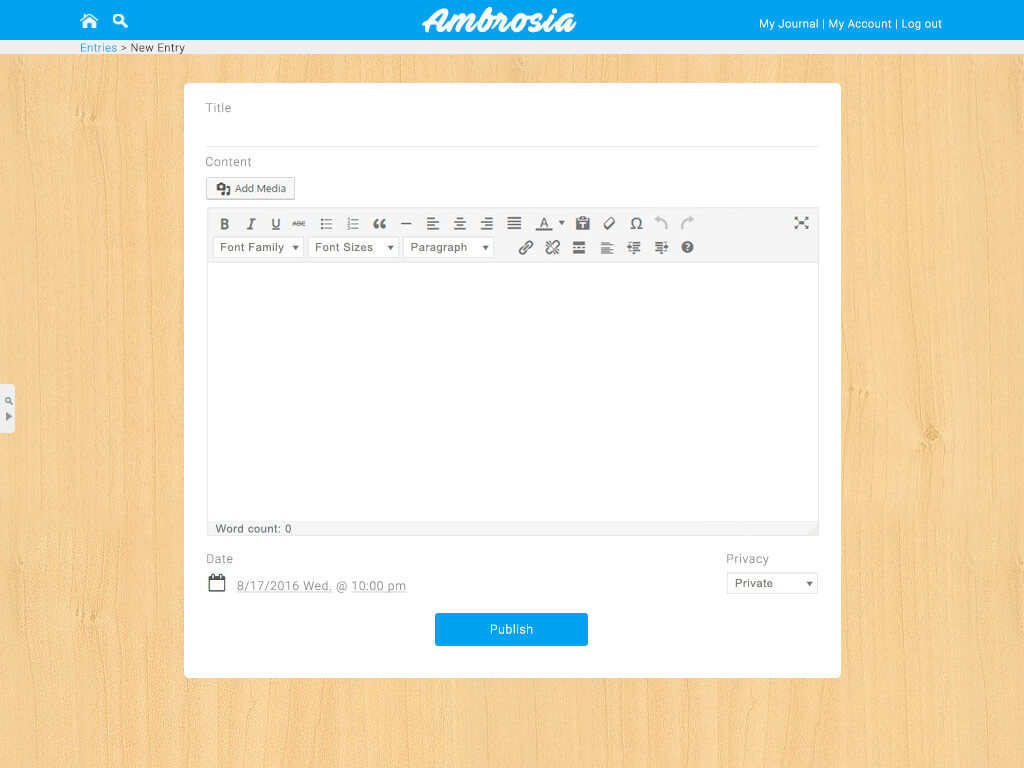 Ambrosia
My Journal | My Account | Log out
Entries > New Entry
Title
Content
Add Media
B I U ABC A Ω ?
Font Family Font Sizes Paragraph
Word count: 0
Date
8/17/2016 Wed. @ 10:00 pm
Privacy
Private
Publish